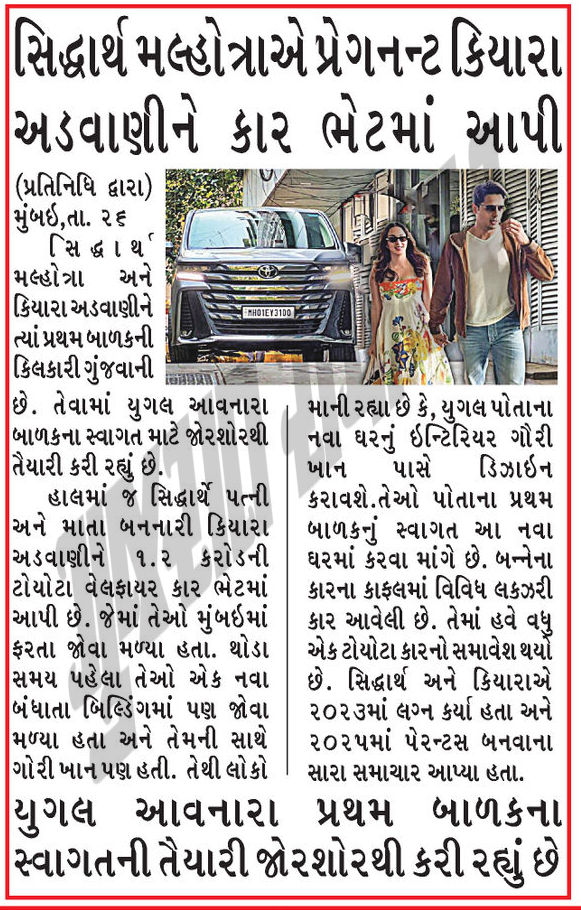 સિદ્ધાર્થ મલ્હોત્રાએ પ્રેગનન્ટ કિયારા
અડવાણીને કાર ભેટમાં આપી
(પ્રતિનિધિ દ્વારા)
મુંબઇ,તા. ૨૬
સિદ્ધાર્થ
મલ્હોત્રા અને
કિયારા અડવાણીને
ત્યાં પ્રથમ બાળકની
કિલકારી ગુંજવાની
છે. તેવામાં યુગલ આવનારા
બાળકના સ્વાગત માટે જોરશોરથી
તૈયારી કરી રહ્યું છે.
હાલમાં જ સિદ્ધાર્થે પત્ની
અને માતા બનનારી કિયારા
અડવાણીને ૧.૨ કરોડની
ટોયોટા વેલફાયર કાર ભેટમાં
આપી છે. જેમાં તેઓ મુંબઇમાં
ફરતા જોવા મળ્યા હતા. થોડા
સમય પહેલા તેઓ એક નવા
બંધાતા બિલ્ડિંગમાં પણ જોવા
મળ્યા હતા અને તેમની સાથે
ગોરી ખાન પણ હતી. તેથી લોકો
માની રહ્યા છે કે, યુગલ પોતાના
નવા ઘરનું ઇન્ટિરિયર ગૌરી
ખાન પાસે ડિઝાઇન
કરાવશે.તેઓ પોતાના પ્રથમ
બાળકનું સ્વાગત આ નવા
ઘરમાં કરવા માંગે છે. બન્નેના
કારના કાફલમાં વિવિધ લકઝરી
કાર આવેલી છે. તેમાં હવે વધુ
એક ટોયોટા કારનો સમાવેશ થયો
છે. સિદ્ધાર્થ અને કિયારાએ
૨૦૨૩માં લગ્ન કર્યા હતા અને
૨૦૨૫માં પેરન્ટસ બનવાના
સારા સમાચાર આપ્યા હતા.
MH01EY3100
યુગલ આવનારા પ્રથમ બાળકના
સ્વાગતની તૈયારી જોરશોરથી કરી રહ્યું છે